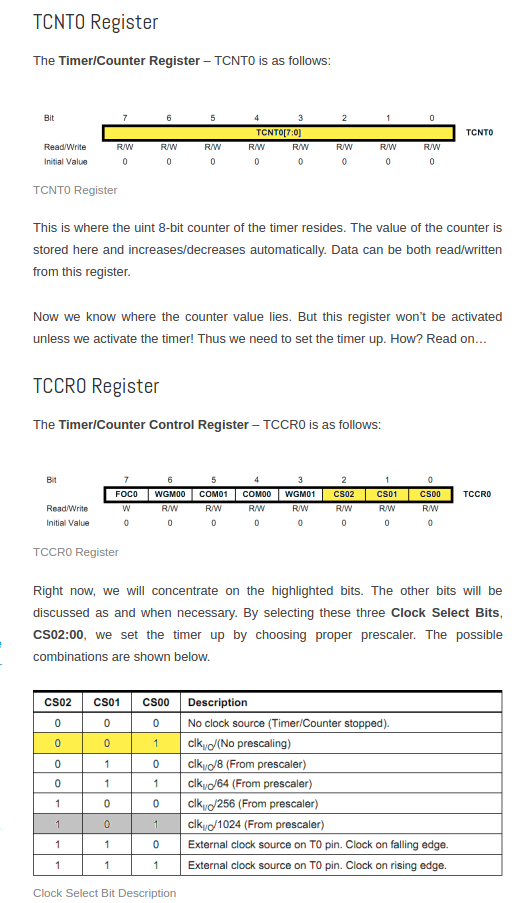 TCNT0 Register
The Timer/Counter Register – TCNT0 is as follows:
Bit 7 6 5 4 3 2 1 0
TCNT0[7:0] TCNT0
Read/Write R/W R/W R/W R/W R/W R/W R/W R/W
Initial Value 0 0 0 0 0 0 0 0
TCNT0 Register
This is where the uint 8-bit counter of the timer resides. The value of the counter is
stored here and increases/decreases automatically. Data can be both read/written
from this register.
Now we know where the counter value lies. But this register won't be activated
unless we activate the timer! Thus we need to set the timer up. How? Read on…
TCCR0 Register
The Timer/Counter Control Register – TCCR0 is as follows:
Bit 7 6 5 4 3 2 1 0
FOC0 WGM00 COM01 COM00 WGM01 CS02 CS01 CS00 TCCR0
Read/Write W R/W R/W R/W R/W R/W R/W R/W
Initial Value 0 0 0 0 0 0 0 0
TCCR0 Register
Right now, we will concentrate on the highlighted bits. The other bits will be
discussed as and when necessary. By selecting these three Clock Select Bits,
CS02:00, we set the timer up by choosing proper prescaler. The possible
combinations are shown below.
CS02 CS01 CS00 Description
0 0 0 No clock source (Timer/Counter stopped).
0 0 1 clkI/O/(No prescaling)
0 1 0 clkI/O/8 (From prescaler)
0 1 1 clkI/O/64 (From prescaler)
1 0 0 clkI/O/256 (From prescaler)
1 0 1 clkI/O/1024 (From prescaler)
1 1 0 External clock source on T0 pin. Clock on falling edge.
1 1 1 External clock source on T0 pin. Clock on rising edge.
Clock Select Bit Description